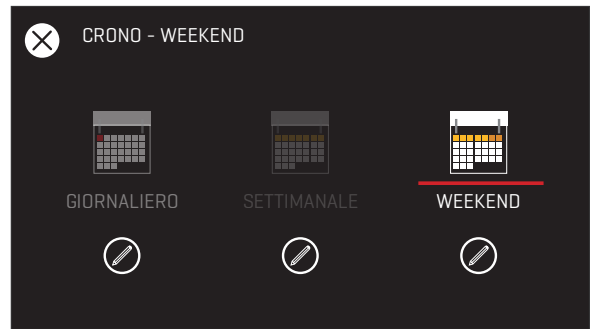 CRONO - WEEKEND
GIORNALIERO
SETTIMANALE
WEEKEND